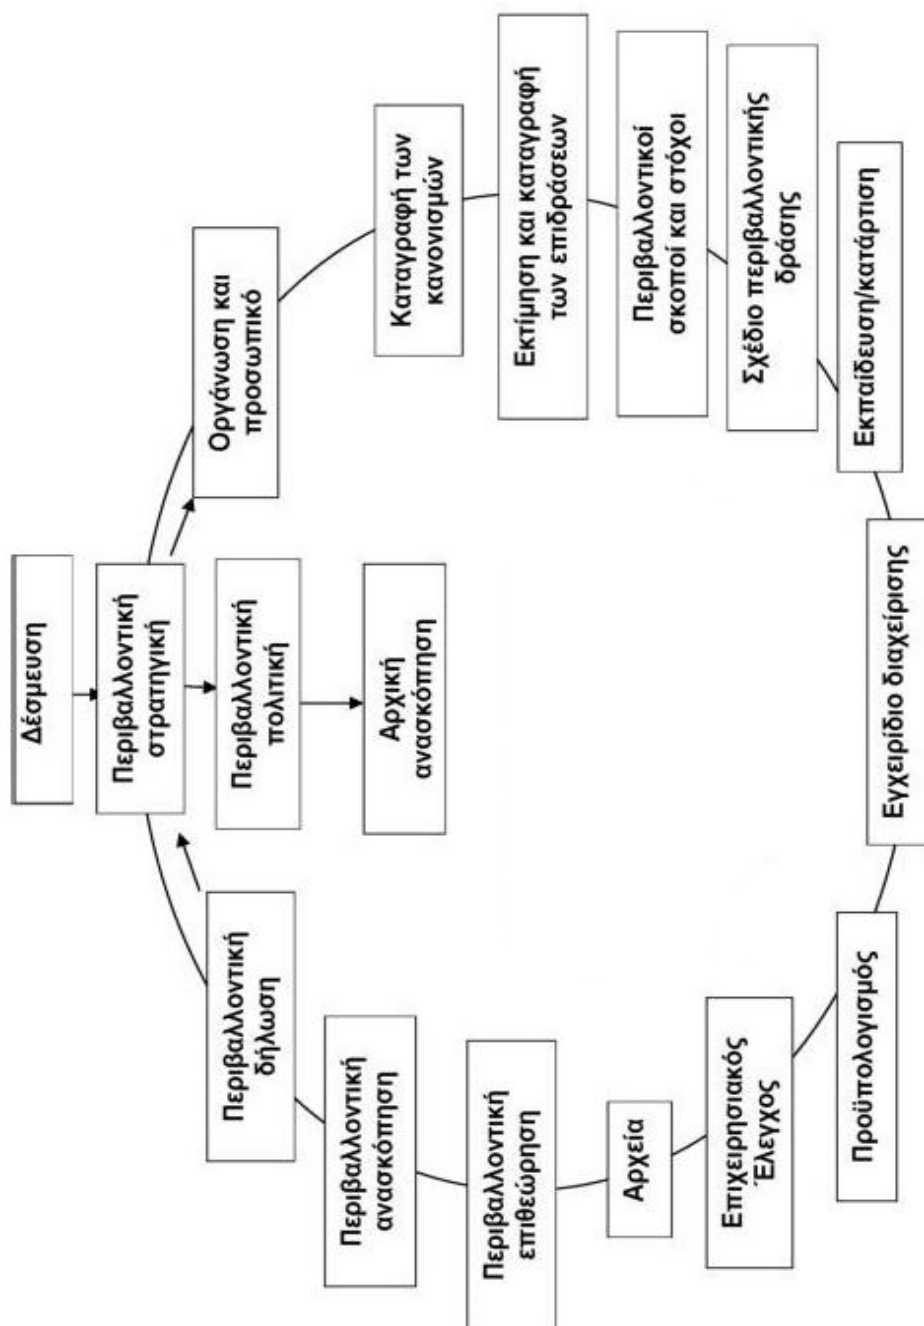 Δέσμευση
Περιβαλλοντική
στρατηγική
Περιβαλλοντική
πολιτική
Αρχική
ανασκόπηση
Οργάνωση και
προσωπικό
Καταγραφή των
κανονισμών
Εκτίμηση και καταγραφή
των επιδράσεων
Περιβαλλοντικοί
σκοποί και στόχοι
Σχέδιο περιβαλλοντικής
δράσης
Εκπαίδευση/κατάρτιση
Εγχειρίδιο διαχείρισης
Προϋπολογισμός
Επιχειρησιακός
Έλεγχος
Αρχεία
Περιβαλλοντική
επιθεώρηση
Περιβαλλοντική
ανασκόπηση
Περιβαλλοντική
δήλωση